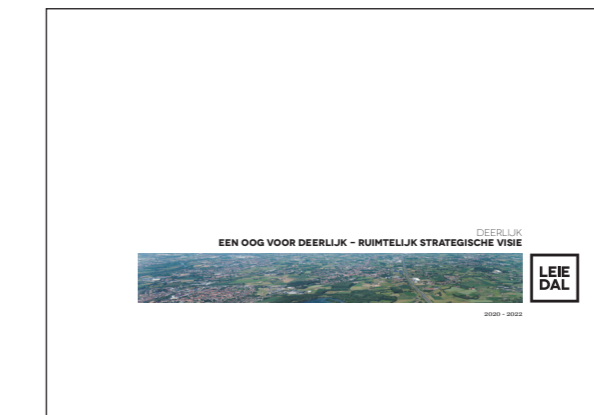 DEERLIJK
EEN OOG VOOR DEERLIJK – RUIMTELIJK STRATEGISCHE VISIE
LEIE
DAL
2020 - 2022